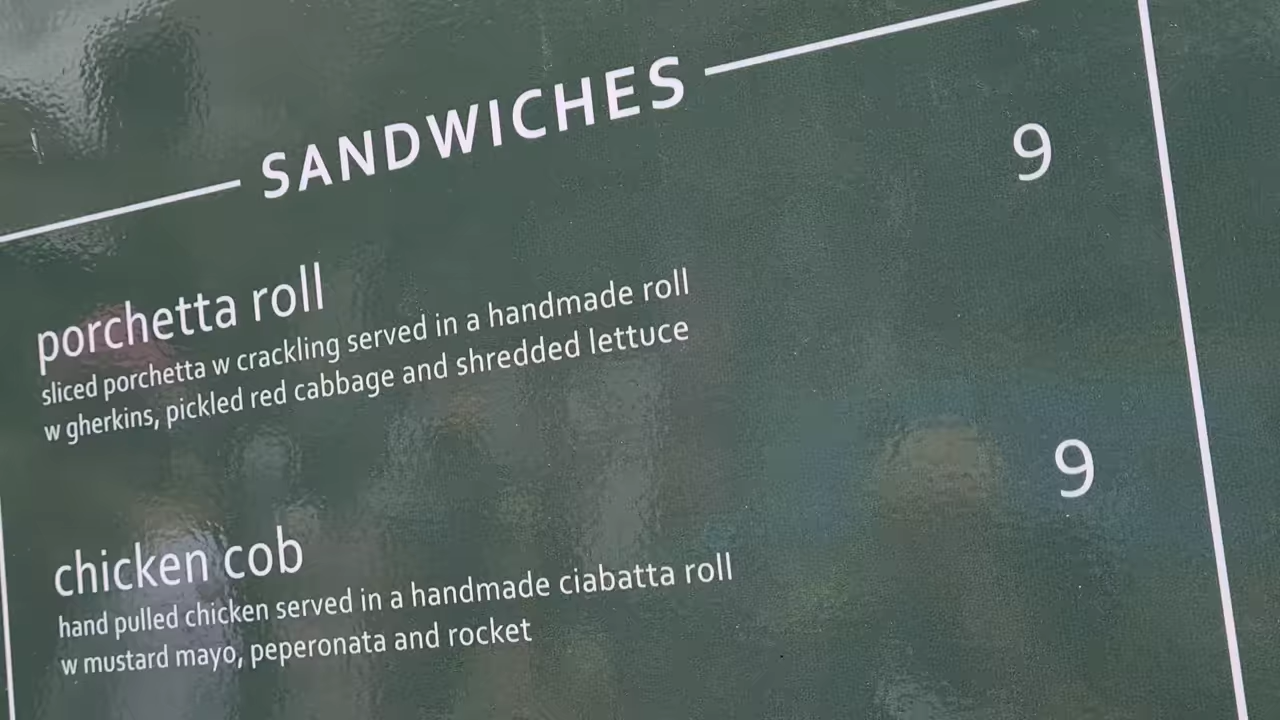 SANDWICHES
porchetta roll 9
sliced porchetta w crackling served in a handmade roll
w gherkins, pickled red cabbage and shredded lettuce
chicken cob 9
hand pulled chicken served in a handmade ciabatta roll
w mustard mayo, peperonata and rocket